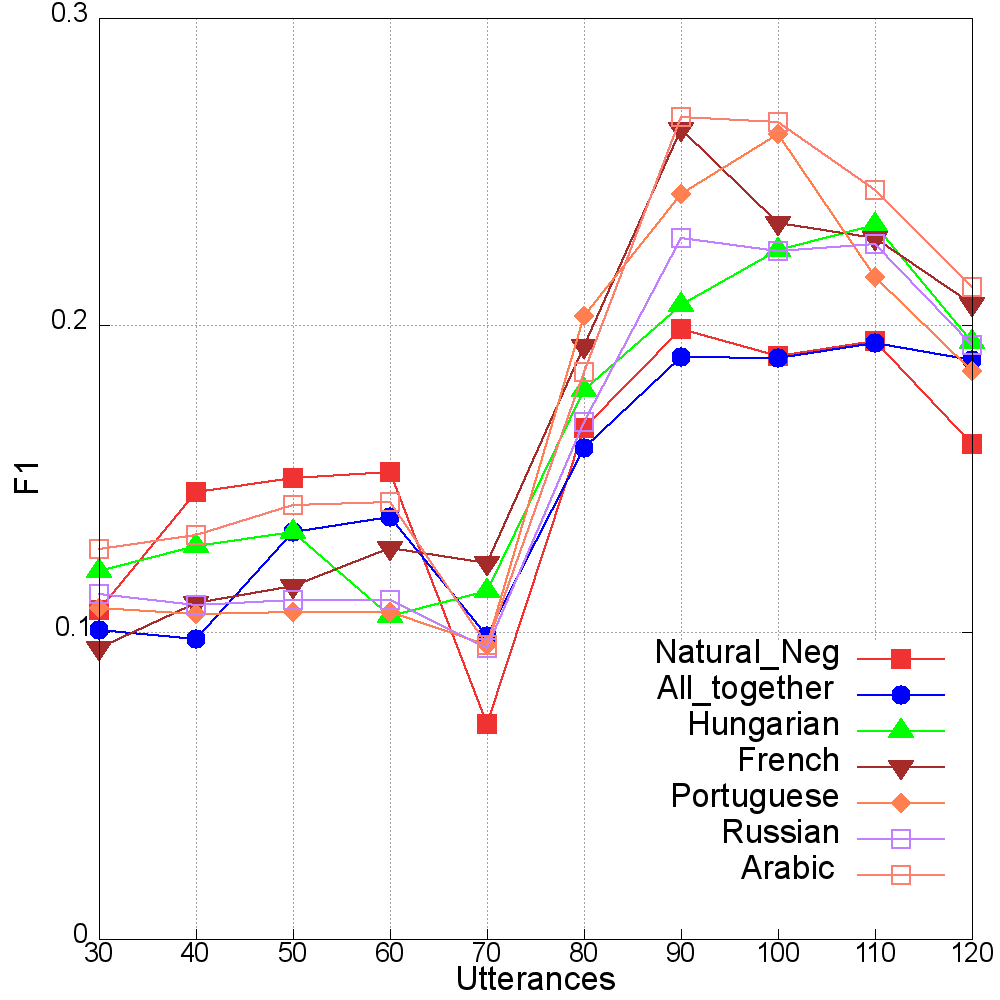 0.3
0.2
0.1
0
F1
30 40 50 60 70 80 90 100 110 120
Utterances
Natural_Neg
All_together
Hungarian
French
Portuguese
Russian
Arabic